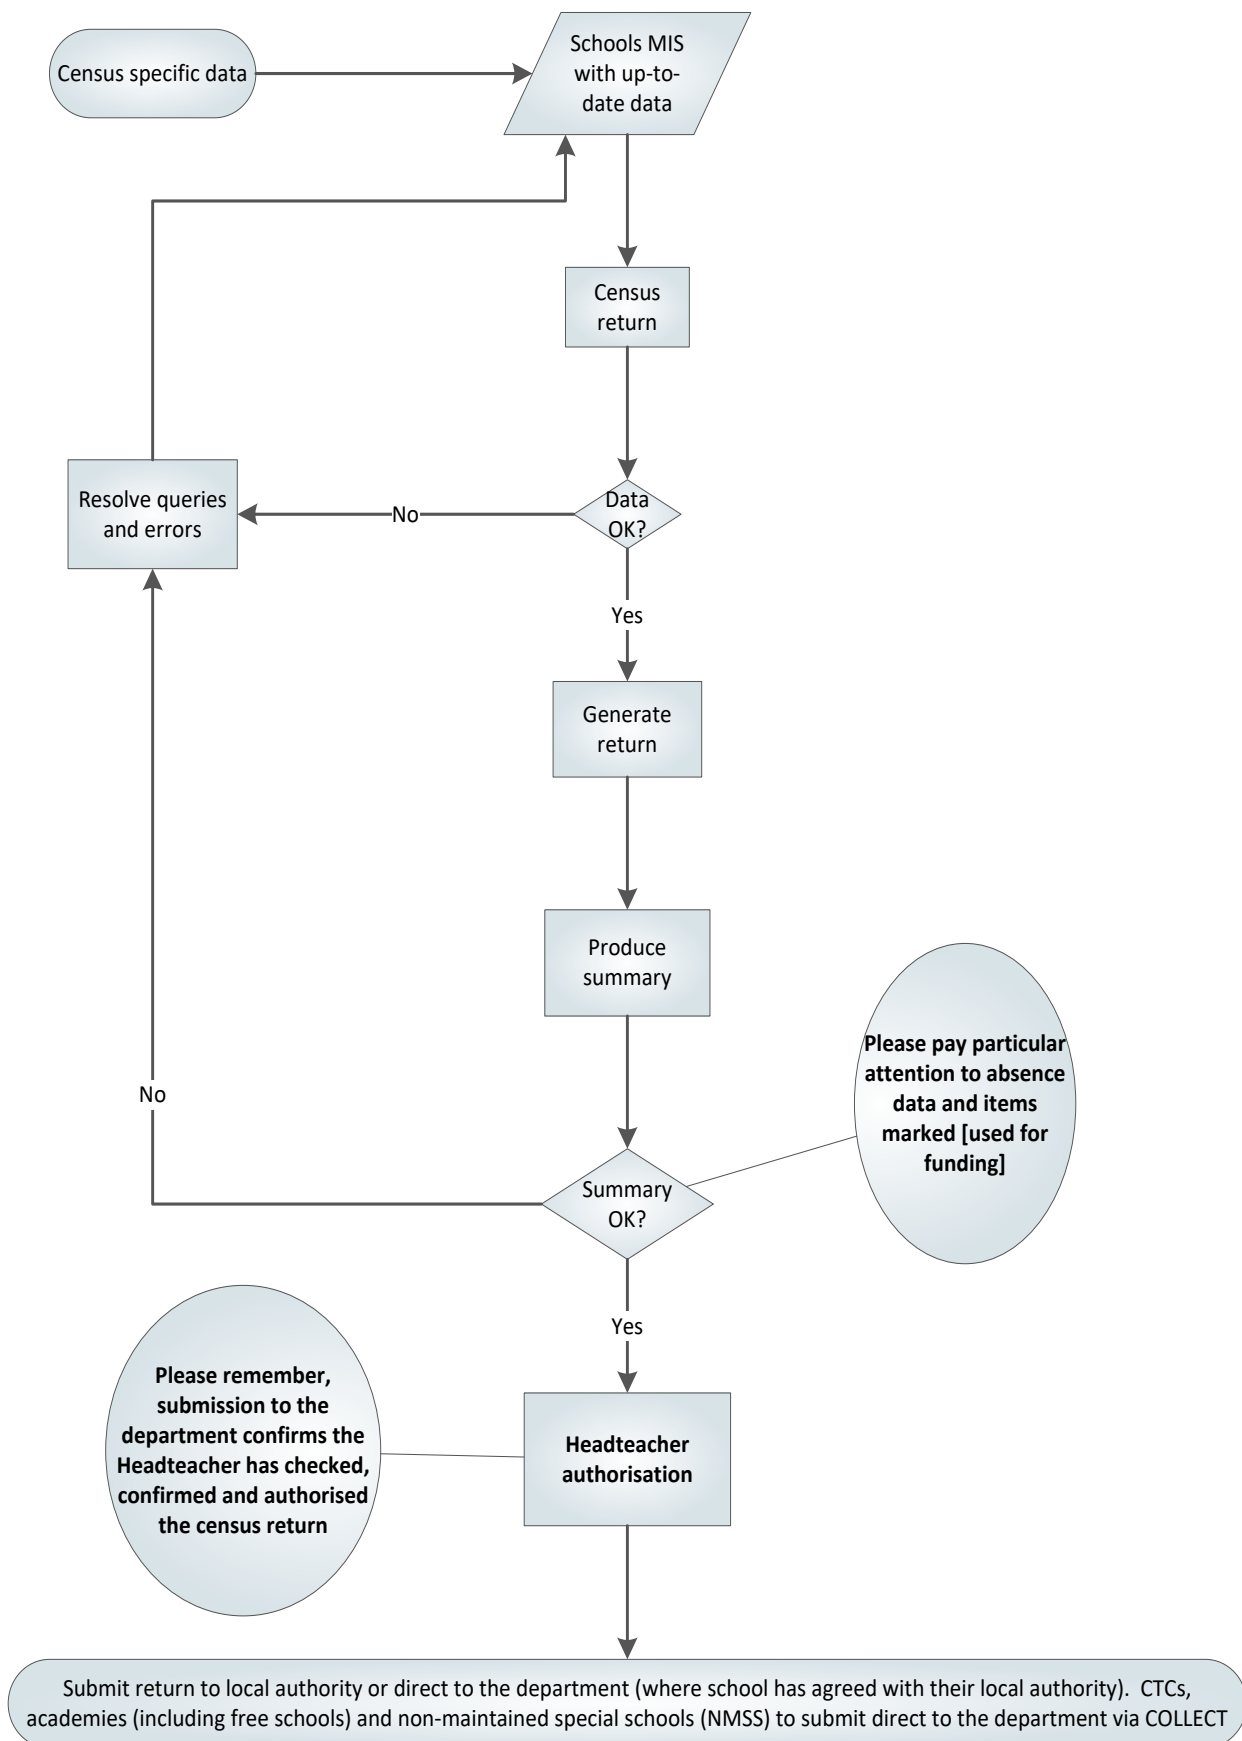 Census specific data
Schools MIS
with up-to-
date data
Census
return
Resolve queries
and errors
No
Data
OK?
Yes
Generate
return
Produce
summary
Please pay particular
attention to absence
data and items
marked [used for
funding]
No
Summary
OK?
Yes
Please remember,
submission to the
department confirms the
Headteacher has checked,
confirmed and authorised
the census return
Headteacher
authorisation
Submit return to local authority or direct to the department (where school has agreed with their local authority).  CTCs,
academies (including free schools) and non-maintained special schools (NMSS) to submit direct to the department via COLLECT